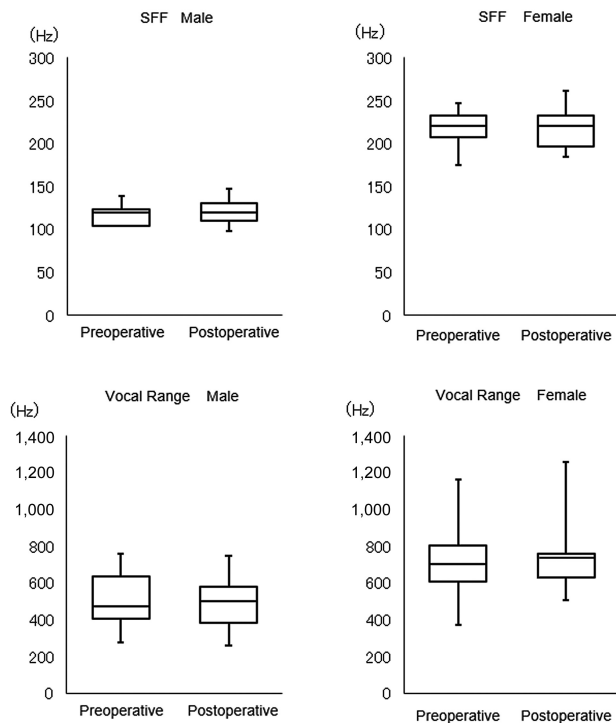 SFF Male
(Hz)
300
250
200
150
100
50
0
Preoperative Postoperative
SFF Female
(Hz)
300
250
200
150
100
50
0
Preoperative Postoperative
Vocal Range Male
(Hz)
1,400
1,200
1,000
800
600
400
200
0
Preoperative Postoperative
Vocal Range Female
(Hz)
1,400
1,200
1,000
800
600
400
200
0
Preoperative Postoperative